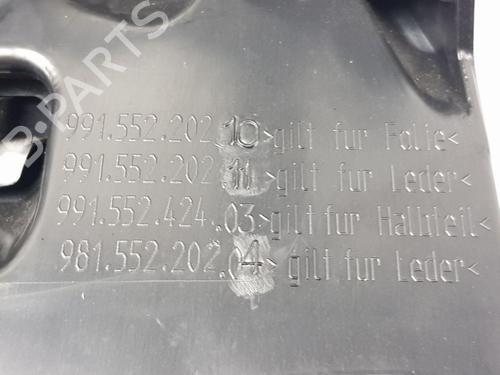 B-PARTS
991.552.202.10>gilt fur Folie<
991.552.202.11>gilt fur Leder<
991.552.424.03>gilt fur Halbteil<
981.552.202.04> gilt fur Leder<